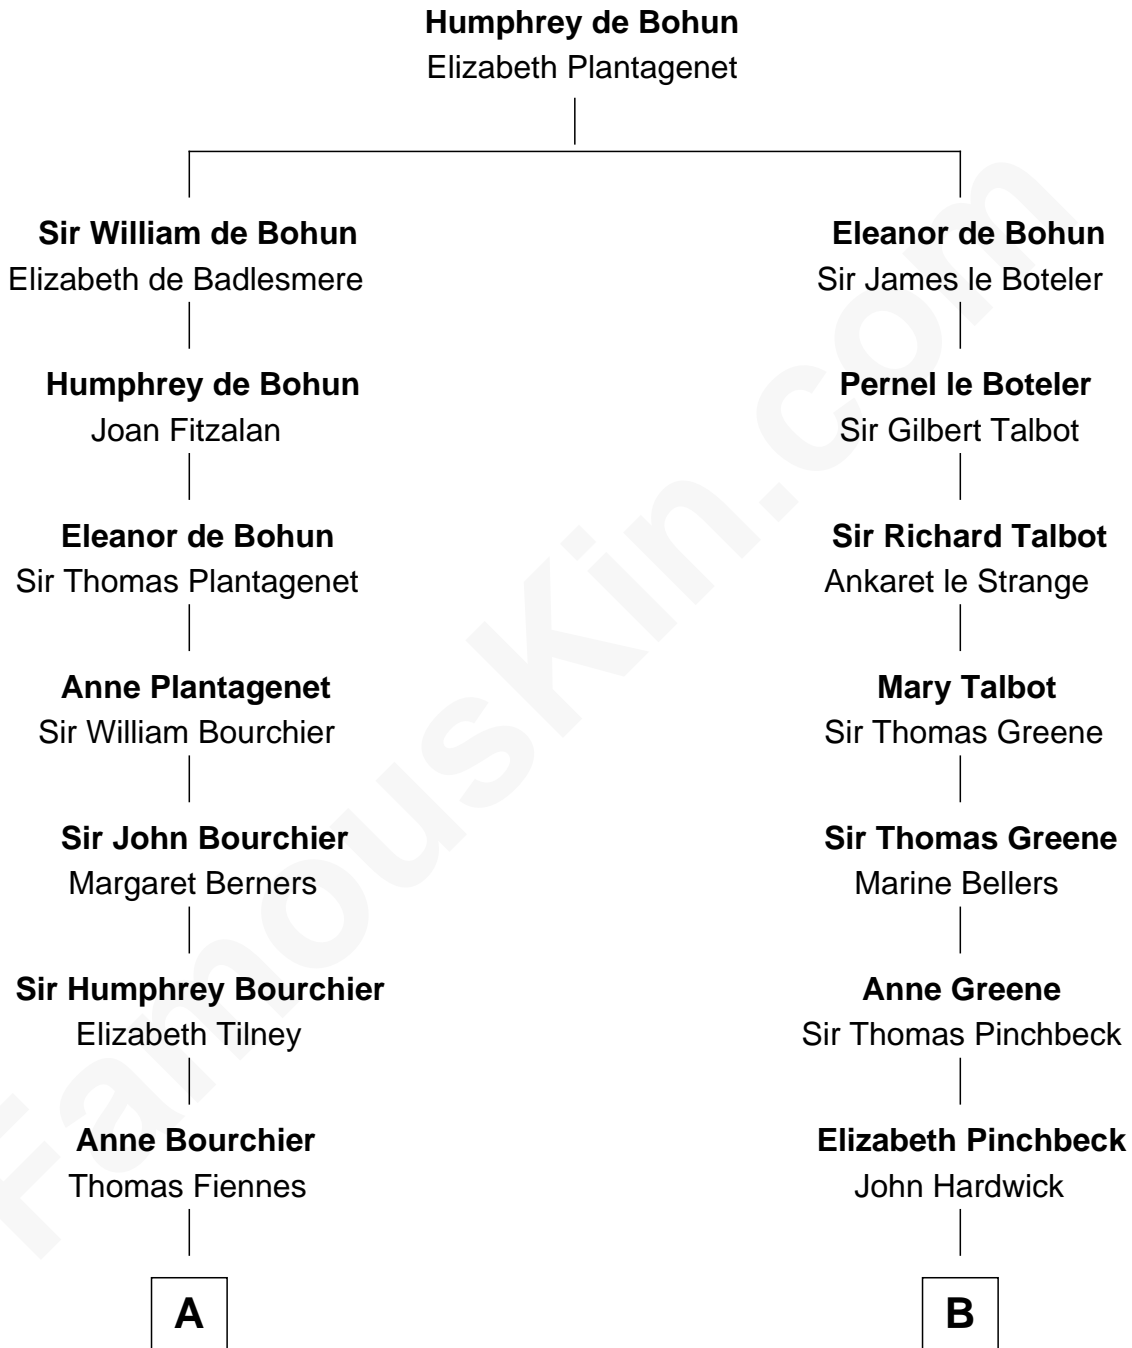 Humphrey de Bohun
Elizabeth Plantagenet
Sir William de Bohun
Elizabeth de Badlesmere
Humphrey de Bohun
Joan Fitzalan
Eleanor de Bohun
Sir Thomas Plantagenet
Anne Plantagenet
Sir William Bourchier
Sir John Bourchier
Margaret Berners
Sir Humphrey Bourchier
Elizabeth Tilney
Anne Bourchier
Thomas Fiennes
A
Eleanor de Bohun
Sir James le Boteler
Pernel le Boteler
Sir Gilbert Talbot
Sir Richard Talbot
Ankaret le Strange
Mary Talbot
Sir Thomas Greene
Sir Thomas Greene
Marine Bellers
Anne Greene
Sir Thomas Pinchbeck
Elizabeth Pinchbeck
John Hardwick
B
FamousKin.com